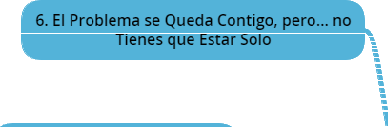 6. El Problema se Queda Contigo, pero... no
Tienes que Estar Solo